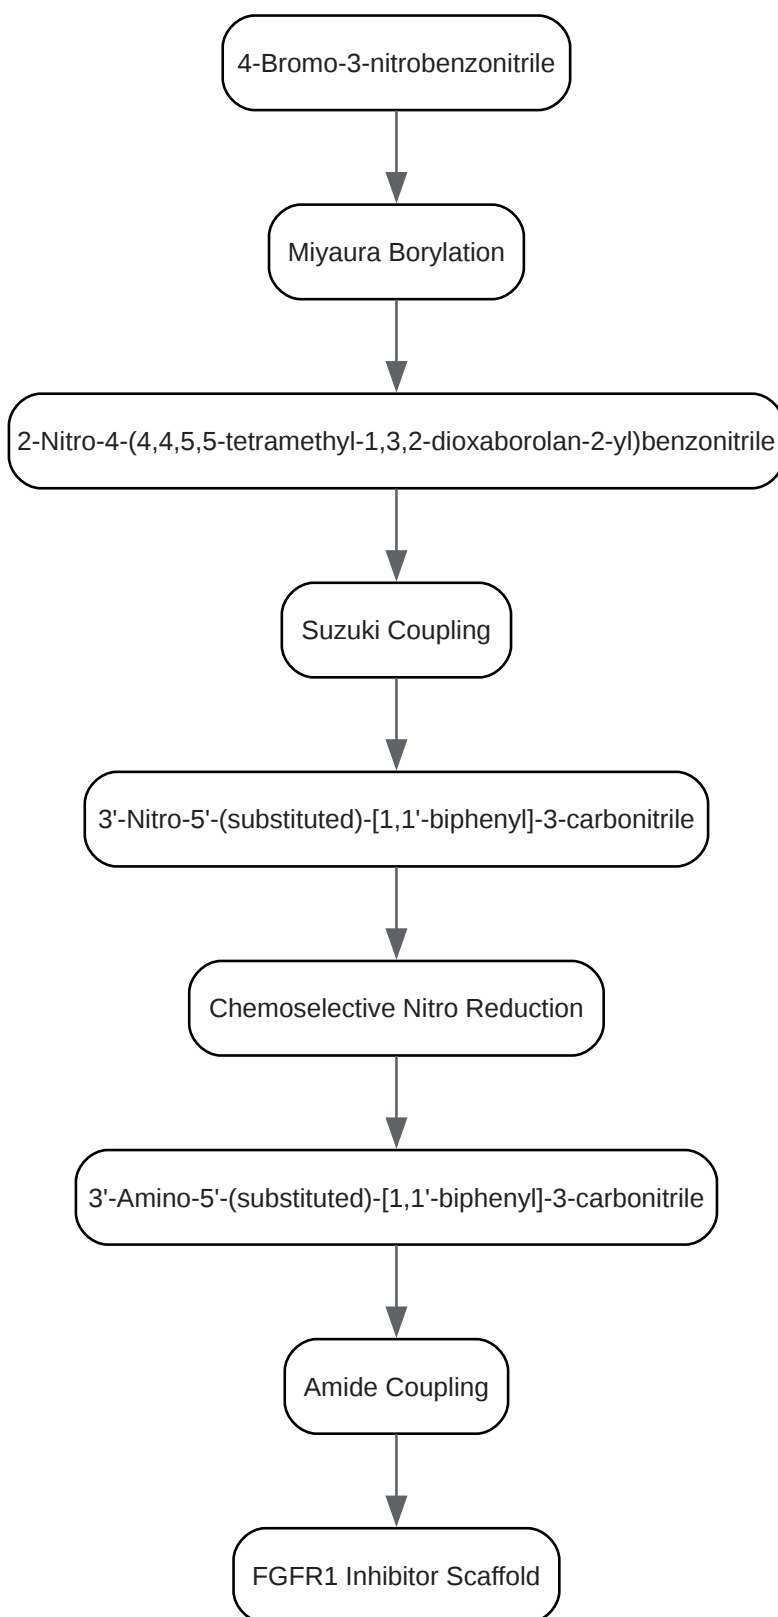 4-Bromo-3-nitrobenzonitrile
Miyaura Borylation
2-Nitro-4-(4,4,5,5-tetramethyl-1,3,2-dioxaborolan-2-yl)benzonitrile
Suzuki Coupling
3'-Nitro-5'-(substituted)-[1,1'-biphenyl]-3-carbonitrile
Chemoselective Nitro Reduction
3'-Amino-5'-(substituted)-[1,1'-biphenyl]-3-carbonitrile
Amide Coupling
FGFR1 Inhibitor Scaffold